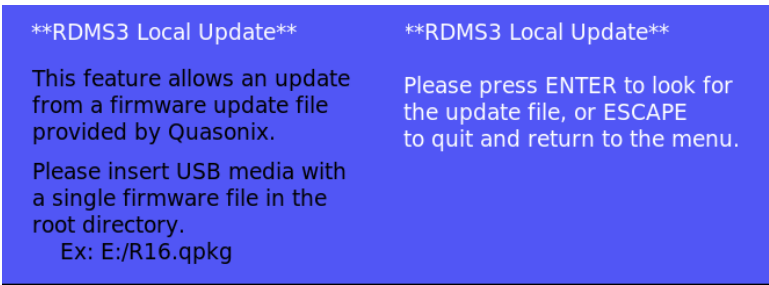 **RDMS3 Local Update**
This feature allows an update
from a firmware update file
provided by Quasonix.
Please insert USB media with
a single firmware file in the
root directory.
Ex: E:/R16.qpkg
**RDMS3 Local Update**
Please press ENTER to look for
the update file, or ESCAPE
to quit and return to the menu.